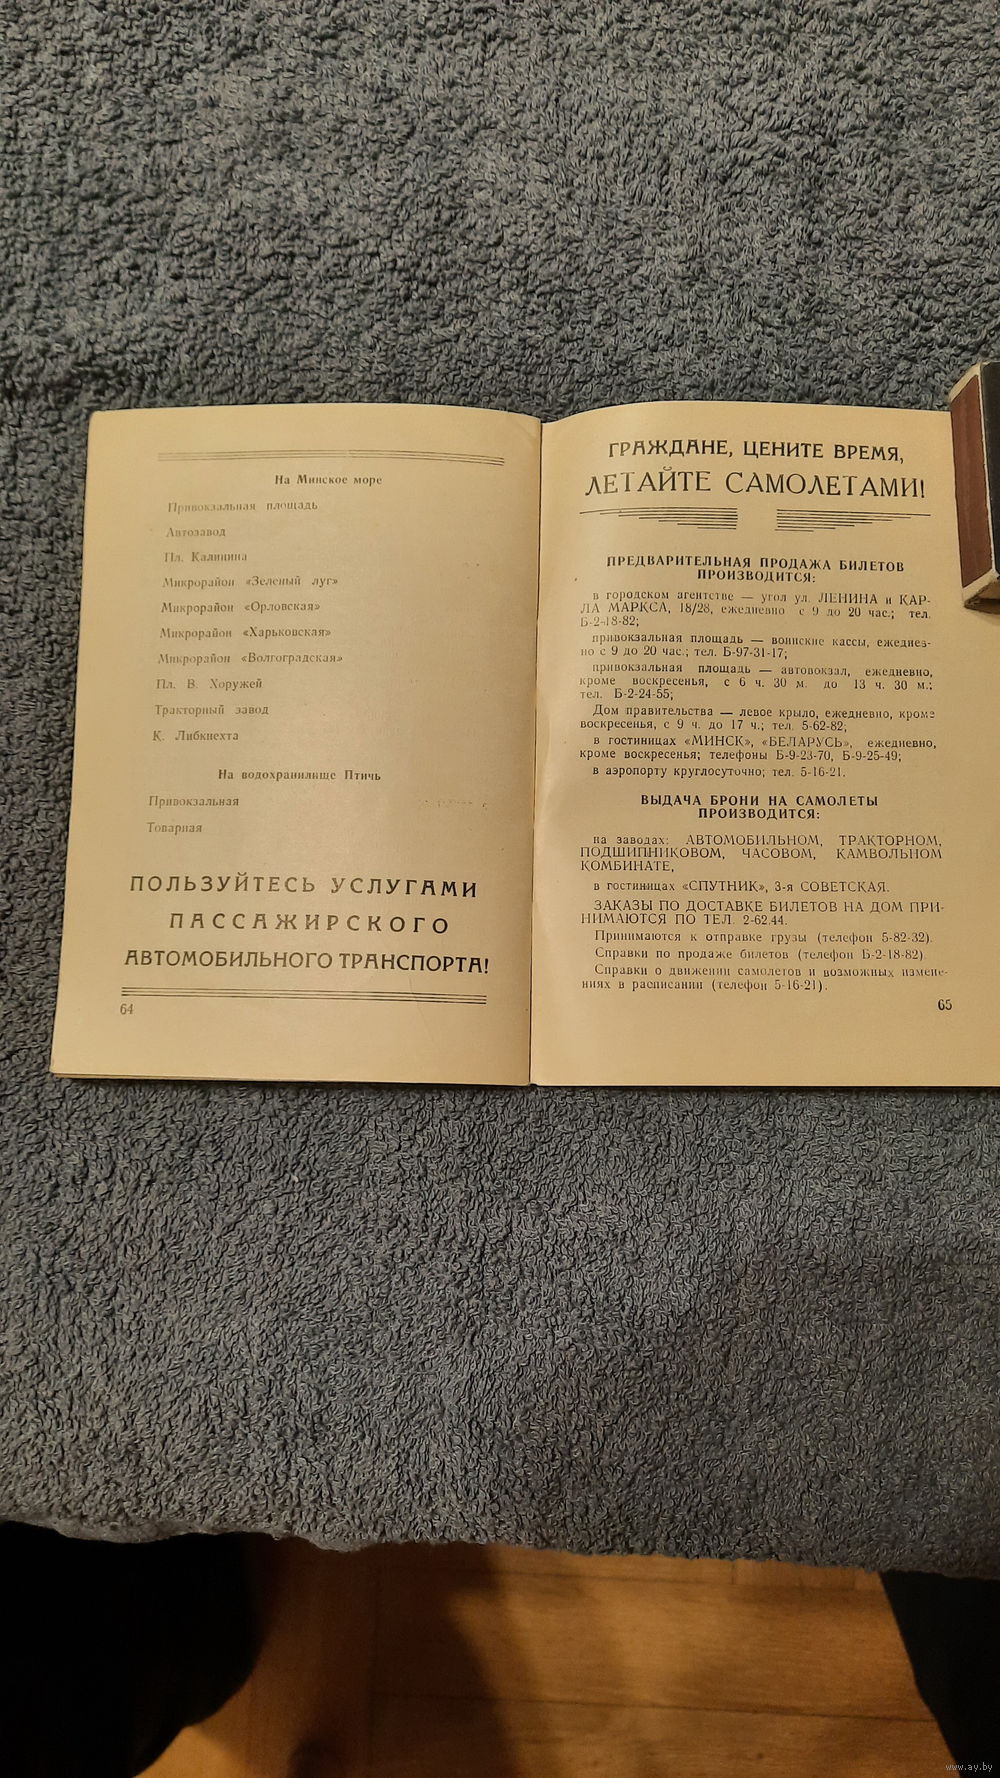 На Минское море
Привокзальная площадь
Автозавод
Пл. Калинина
Микрорайон «Зеленый луг»
Микрорайон «Орловская»
Микрорайон «Харьковская»
Микрорайон «Волгоградская»
Пл. В. Хоружей
Тракторный завод
К. Либкнехта
На водохранилище Птичь
Привокзальная
Товарная
ПОЛЬЗУЙТЕСЬ УСЛУГАМИ
ПАССАЖИРСКОГО
АВТОМОБИЛЬНОГО ТРАНСПОРТА!
64
ГРАЖДАНЕ, ЦЕНИТЕ ВРЕМЯ,
ЛЕТАЙТЕ САМОЛЕТАМИ!
ПРЕДВАРИТЕЛЬНАЯ ПРОДАЖА БИЛЕТОВ
ПРОИЗВОДИТСЯ:
в городском агентстве — угол ул. ЛЕНИНА и КАР-
ЛА МАРКСА, 18/28, ежедневно с 9 до 20 час.; тел.
Б-2-18-82;
привокзальная площадь — воинские кассы, ежеднев-
но с 9 до 20 час.; тел. Б-97-31-17;
привокзальная площадь — автовокзал, ежедневно,
кроме воскресенья, с 6 ч. 30 м. до 13 ч. 30 м.;
тел. Б-2-24-55;
Дом правительства — левое крыло, ежедневно, кроме
воскресенья, с 9 ч. до 17 ч.; тел. 5-62-82;
в гостиницах «МИНСК», «БЕЛАРУСЬ», ежедневно,
кроме воскресенья; телефоны Б-9-23-70, Б-9-25-49;
в аэропорту круглосуточно; тел. 5-16-21.
ВЫДАЧА БРОНИ НА САМОЛЕТЫ
ПРОИЗВОДИТСЯ:
на заводах: АВТОМОБИЛЬНОМ, ТРАКТОРНОМ,
ПОДШИПНИКОВОМ, ЧАСОВОМ, КАМВОЛЬНОМ
КОМБИНАТЕ,
в гостиницах «СПУТНИК», 3-я СОВЕТСКАЯ.
ЗАКАЗЫ ПО ДОСТАВКЕ БИЛЕТОВ НА ДОМ ПРИ-
НИМАЮТСЯ ПО ТЕЛ. 2-62-44.
Принимаются к отправке грузы (телефон 5-82-32).
Справки по продаже билетов (телефон Б-2-18-82).
Справки о движении самолетов и возможных измене-
ниях в расписании (телефон 5-16-21).
65
www.ay.by